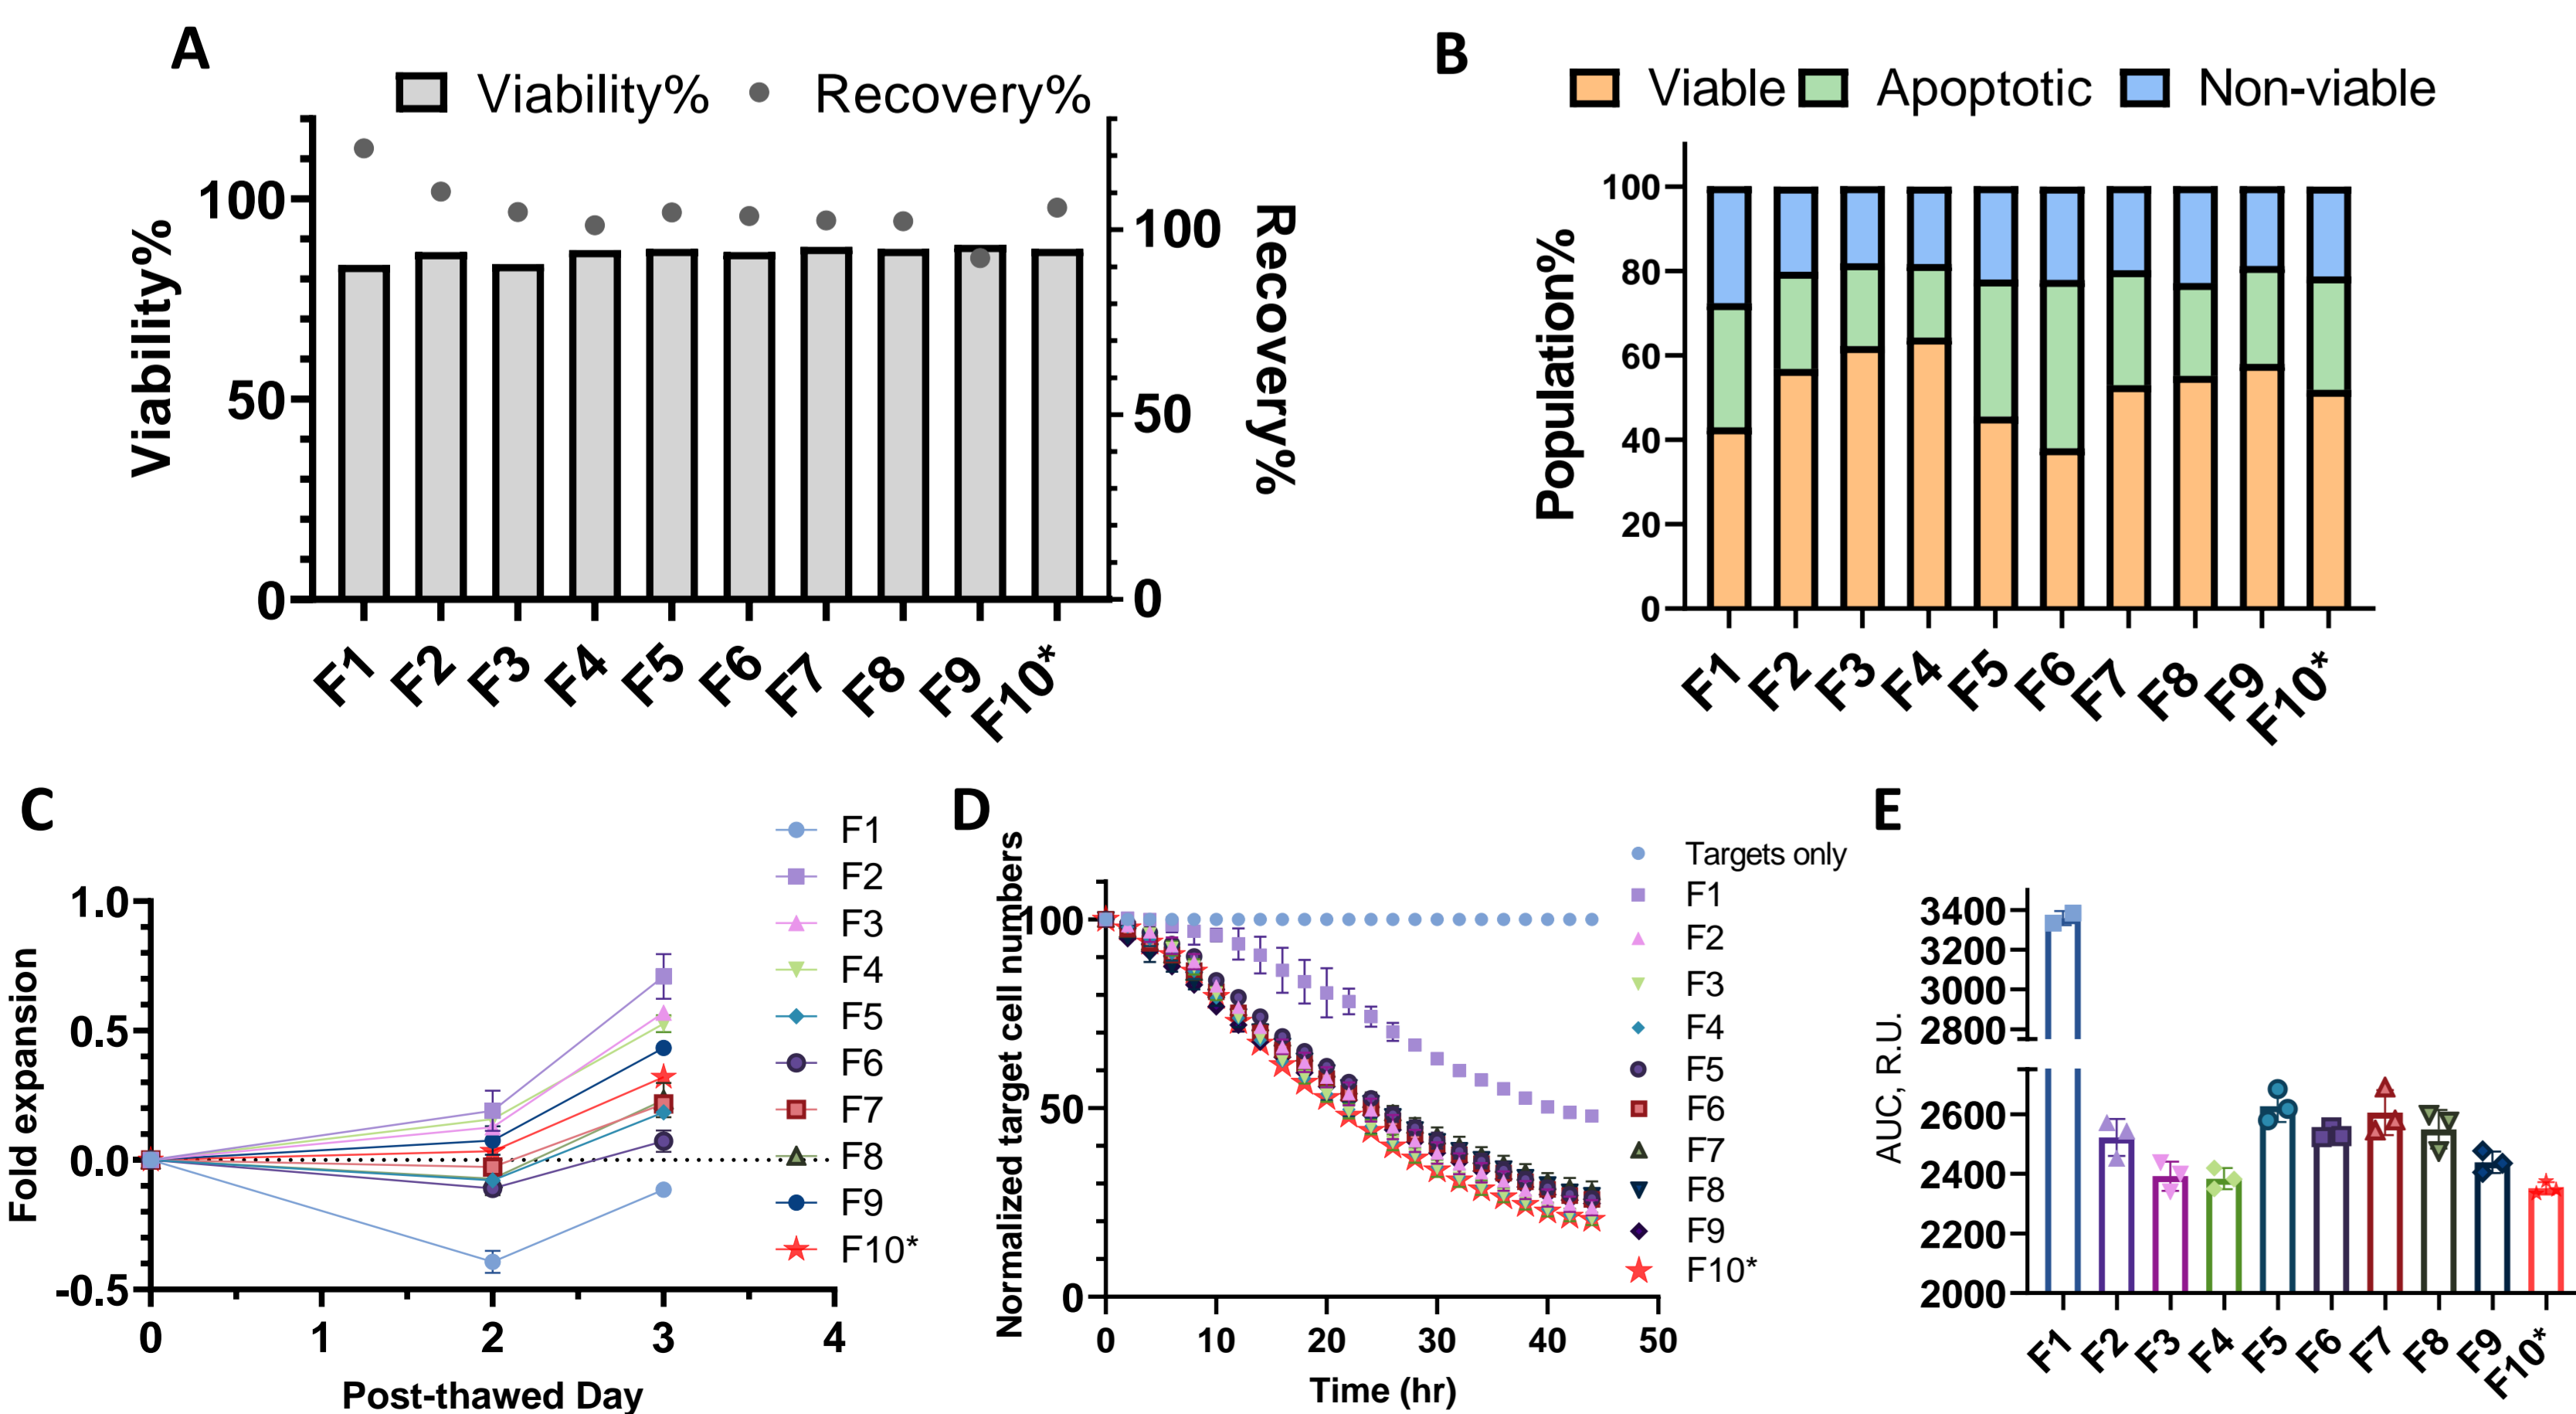 A
Viability% Recovery%
Viability%
100
50
0
Recovery%
100
50
0
F1 F2 F3 F4 F5 F6 F7 F8 F9 F10*
B
Viable Apoptotic Non-viable
Population%
100
80
60
40
20
0
F1 F2 F3 F4 F5 F6 F7 F8 F9 F10*
C
Fold expansion
1.0
0.5
0.0
-0.5
0 1 2 3 4
Post-thawed Day
F1
F2
F3
F4
F5
F6
F7
F8
F9
F10*
D
Normalized target cell numbers
100
50
0
0 10 20 30 40 50
Time (hr)
Targets only
F1
F2
F3
F4
F5
F6
F7
F8
F9
F10*
E
AUC, R.U.
3400
3200
3000
2800
2600
2400
2200
2000
F1 F2 F3 F4 F5 F6 F7 F8 F9 F10*